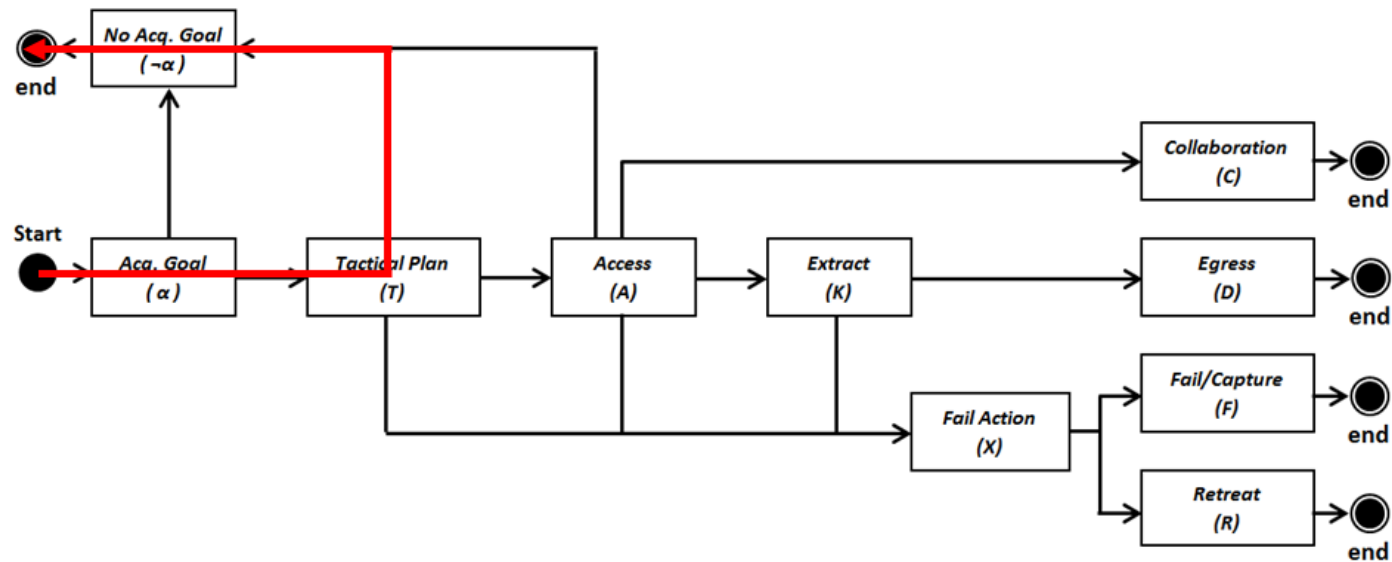 No Acq. Goal
(¬α)
end
Collaboration
(C)
end
Start
Acq. Goal
(α)
Tactical Plan
(T)
Access
(A)
Extract
(K)
Egress
(D)
end
Fail/Capture
(F)
end
Fail Action
(X)
Retreat
(R)
end